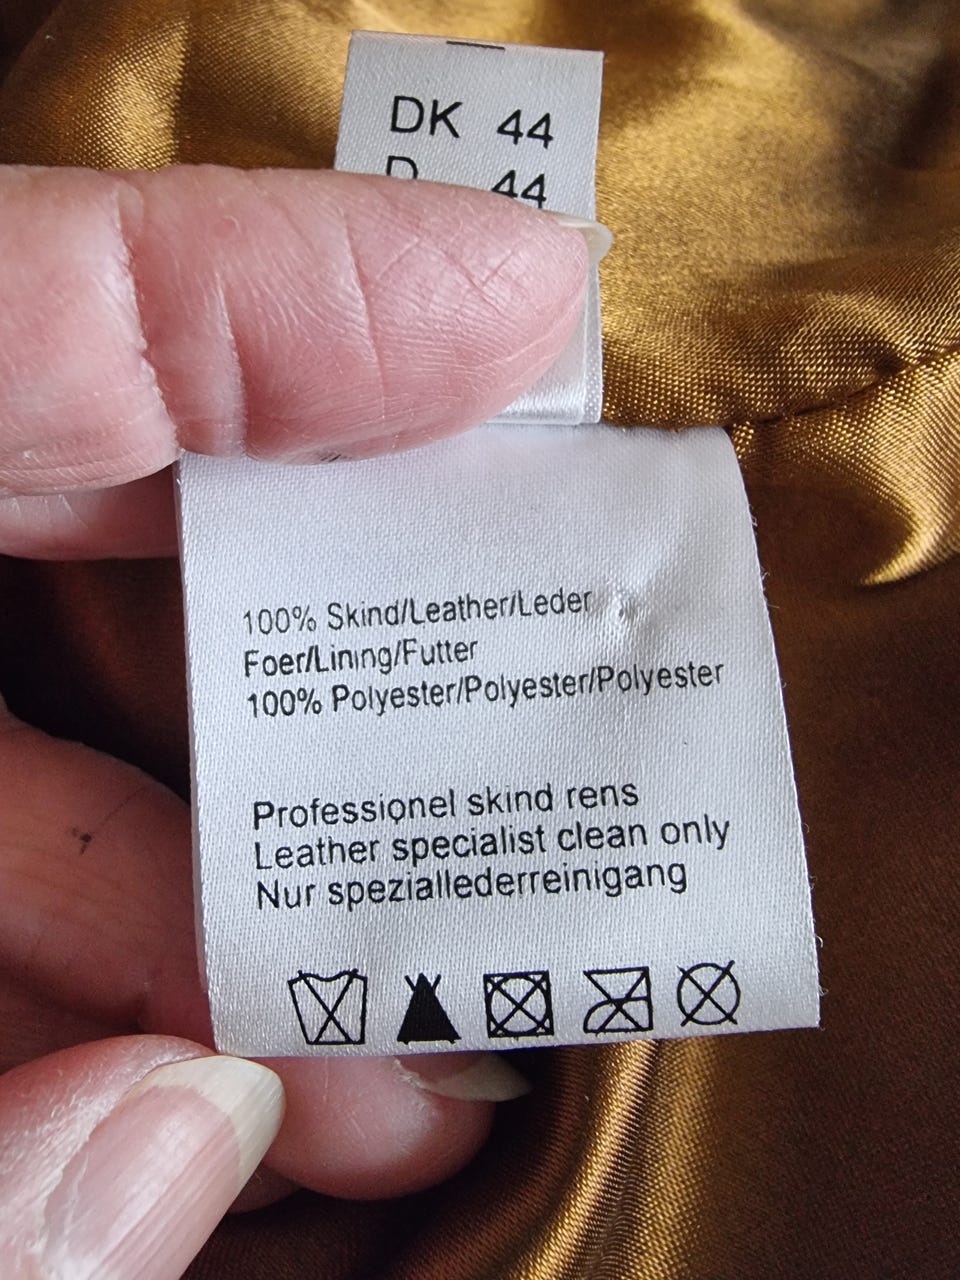 DK 44
D 44
100% Skind/Leather/Leder
Foer/Lining/Futter
100% Polyester/Polyester/Polyester
Professionel skind rens
Leather specialist clean only
Nur speziallederreinigang